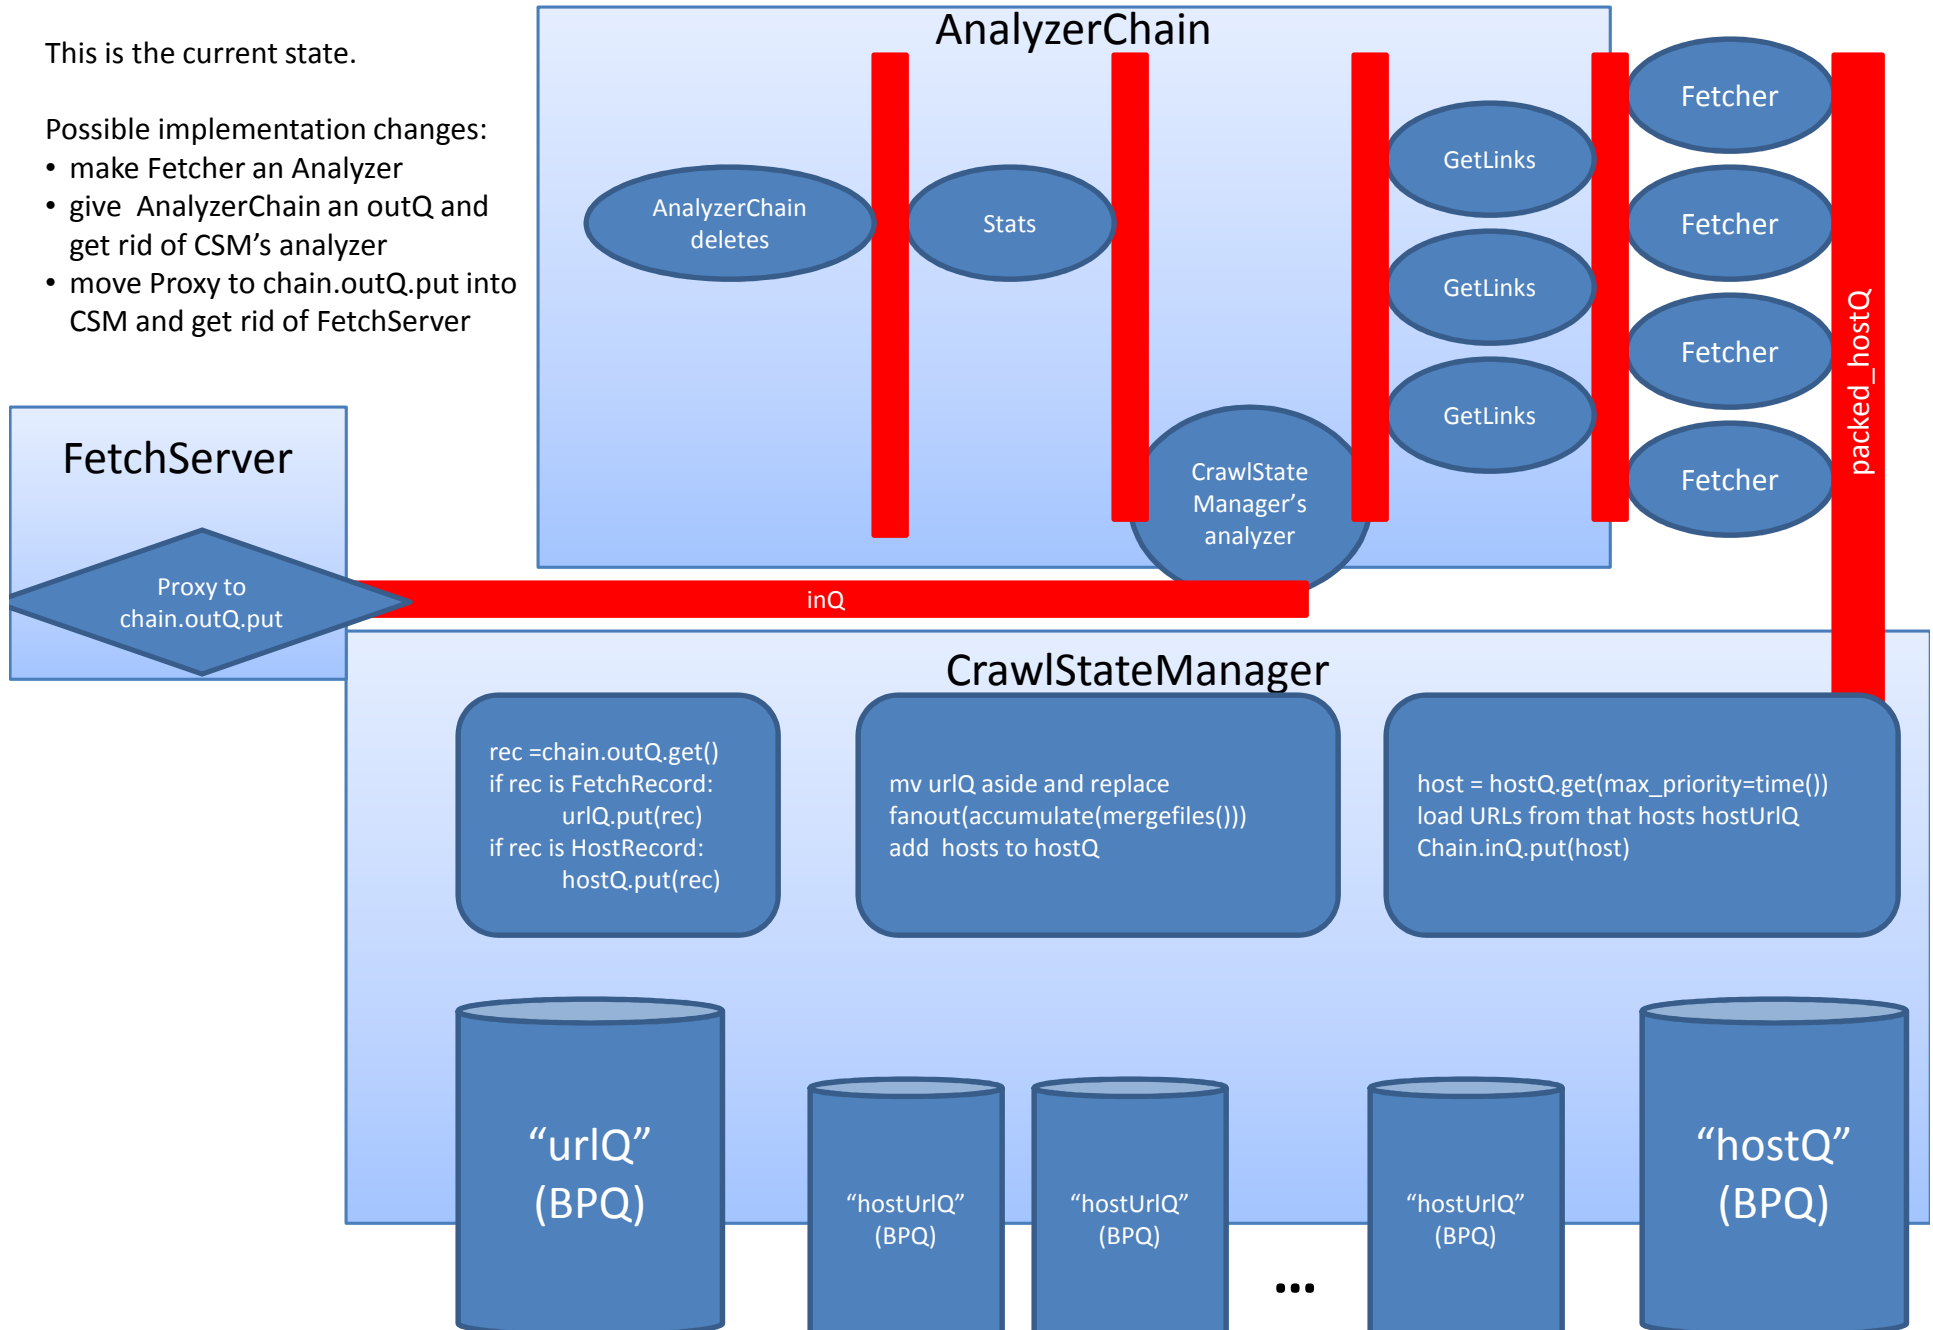 This is the current state.
Possible implementation changes:
• make Fetcher an Analyzer
• give  AnalyzerChain an outQ and
get rid of CSM’s analyzer
• move Proxy to chain.outQ.put into
CSM and get rid of FetchServer
AnalyzerChain
AnalyzerChain
deletes
Stats
GetLinks
GetLinks
GetLinks
CrawlState
Manager’s
analyzer
Fetcher
Fetcher
Fetcher
Fetcher
packed_hostQ
FetchServer
Proxy to
chain.outQ.put
inQ
CrawlStateManager
rec =chain.outQ.get()
if rec is FetchRecord:
urlQ.put(rec)
if rec is HostRecord:
hostQ.put(rec)
mv urlQ aside and replace
fanout(accumulate(mergefiles()))
add  hosts to hostQ
host = hostQ.get(max_priority=time())
load URLs from that hosts hostUrlQ
Chain.inQ.put(host)
“urlQ”
(BPQ)
“hostUrlQ”
(BPQ)
“hostUrlQ”
(BPQ)
…
“hostUrlQ”
(BPQ)
“hostQ”
(BPQ)